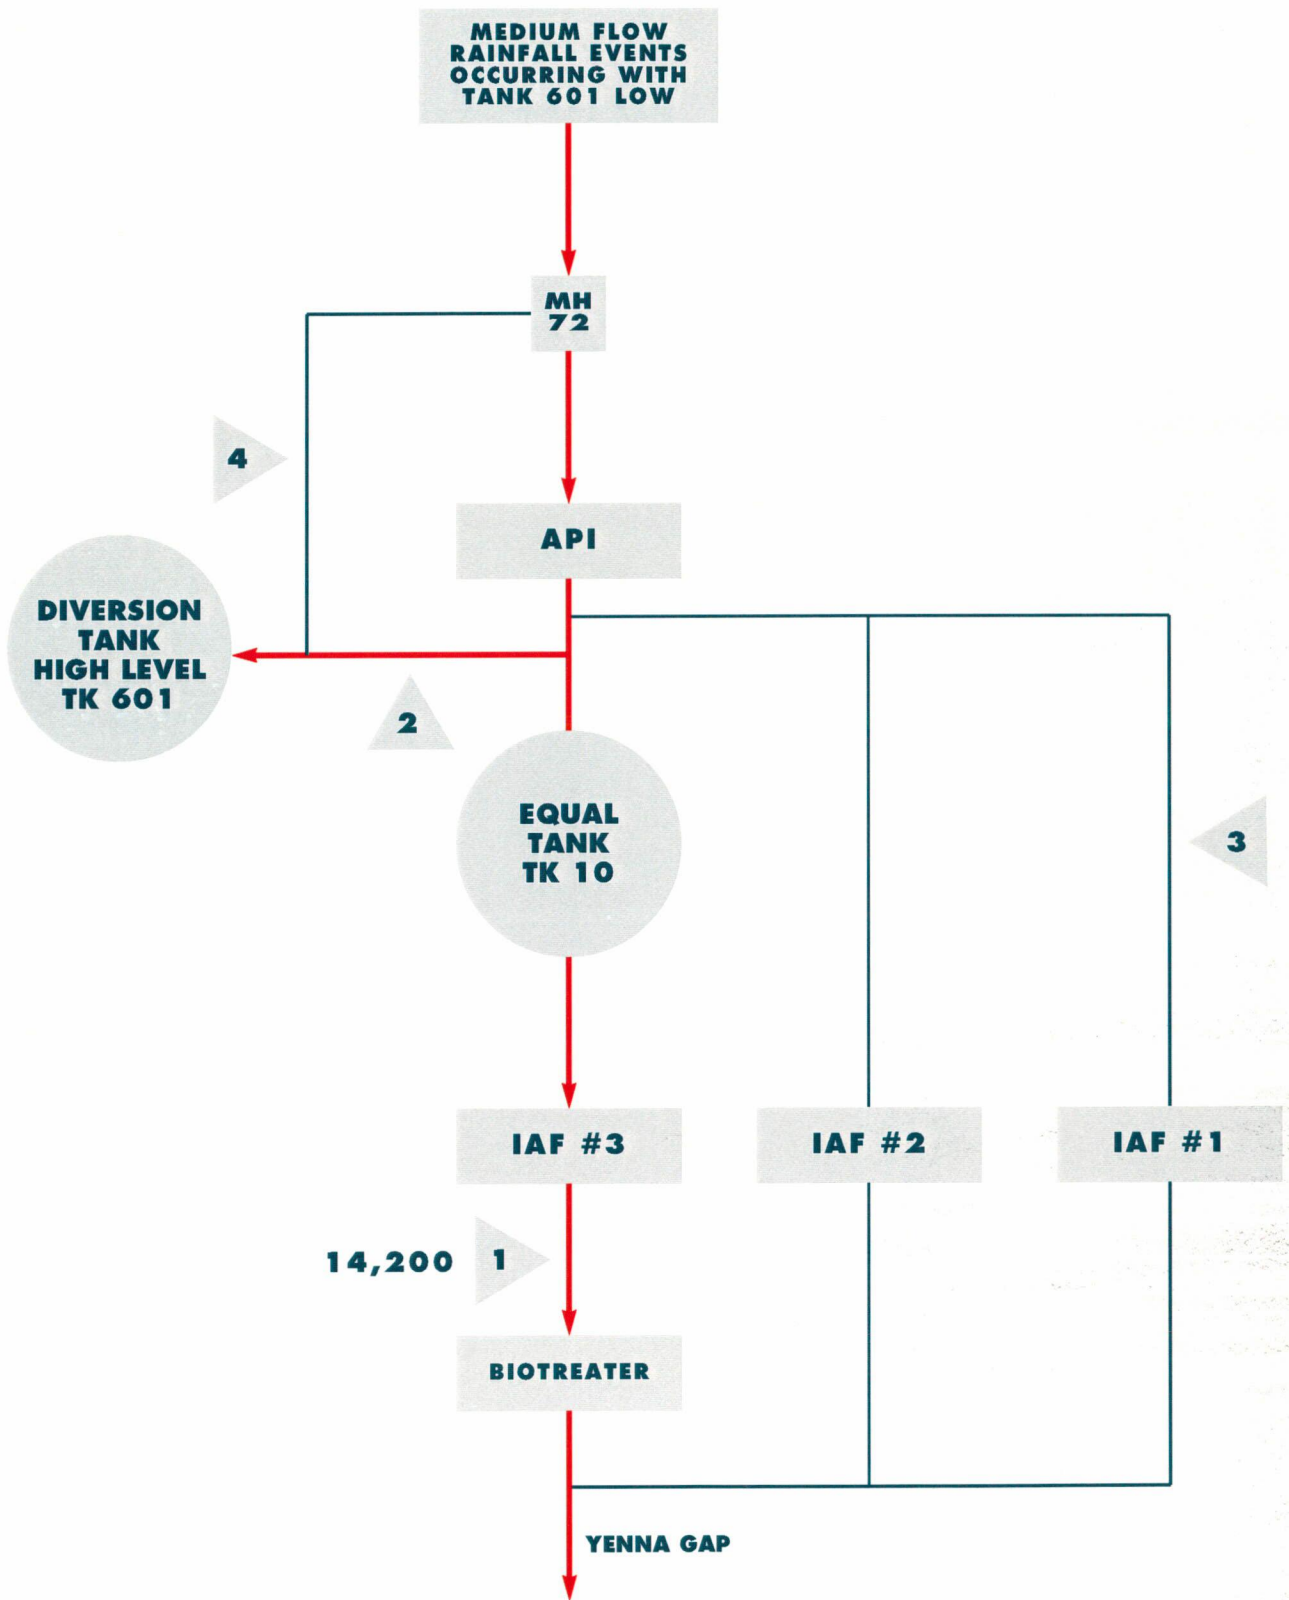 MEDIUM FLOW
RAINFALL EVENTS
OCCURRING WITH
TANK 601 LOW
MH
72
4
API
DIVERSION
TANK
HIGH LEVEL
TK 601
2
EQUAL
TANK
TK 10
3
IAF #3
IAF #2
IAF #1
14,200
1
BIOTREATER
YENNA GAP